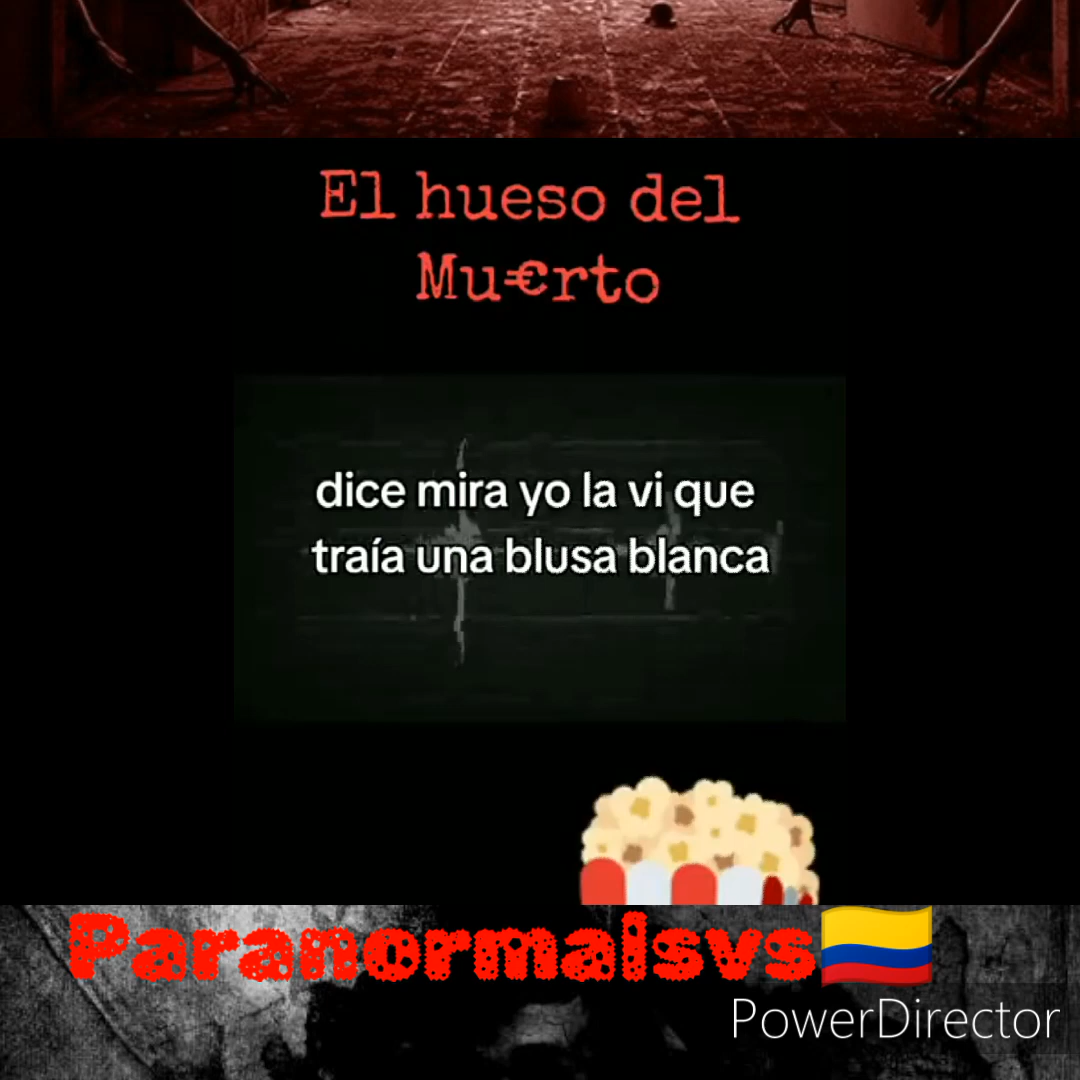 El hueso del
Mu€rto
dice mira yo la vi que
traía una blusa blanca
Paranormalsvs🇨🇴
PowerDirector